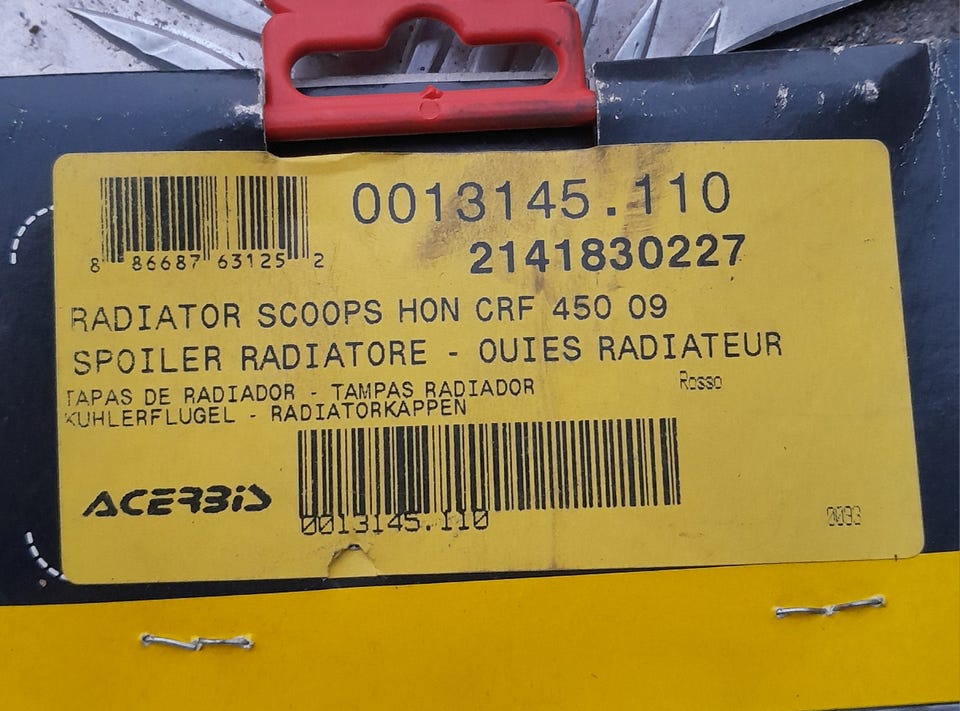 0013145.110
8 86687 63125 2
2141830227
RADIATOR SCOOPS HON CRF 450 09
SPOILER RADIATORE - OUIES RADIATEUR
TAPAS DE RADIADOR - TAMPAS RADIADOR
Rosso
KUHLERFLUGEL - RADIATORKAPPEN
ACERBIS
0013145.110